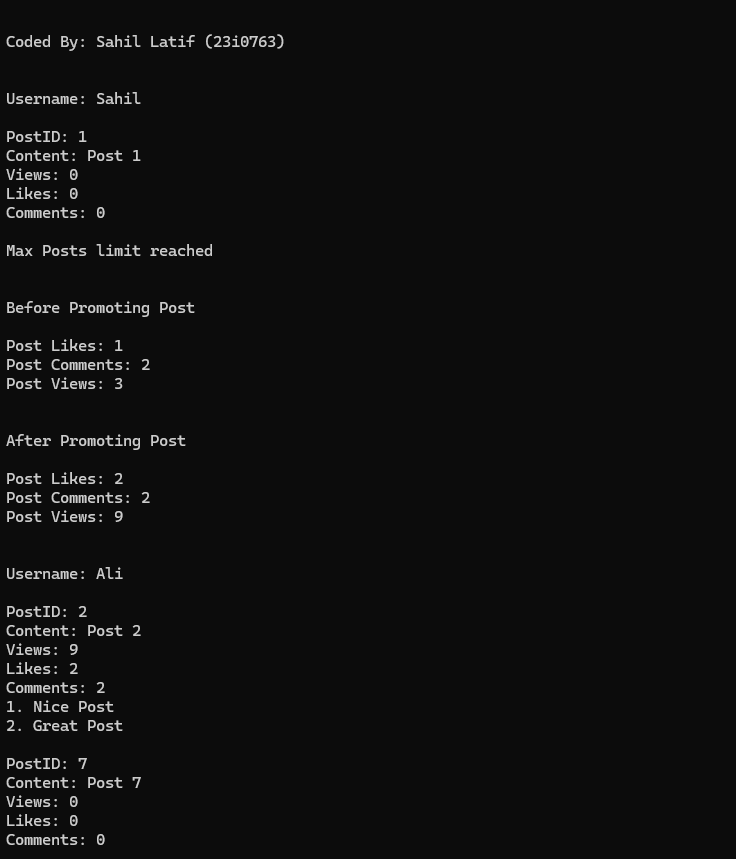 Coded By: Sahil Latif (23i0763)
Username: Sahil
PostID: 1
Content: Post 1
Views: 0
Likes: 0
Comments: 0
Max Posts limit reached
Before Promoting Post
Post Likes: 1
Post Comments: 2
Post Views: 3
After Promoting Post
Post Likes: 2
Post Comments: 2
Post Views: 9
Username: Ali
PostID: 2
Content: Post 2
Views: 9
Likes: 2
Comments: 2
1. Nice Post
2. Great Post
PostID: 7
Content: Post 7
Views: 0
Likes: 0
Comments: 0